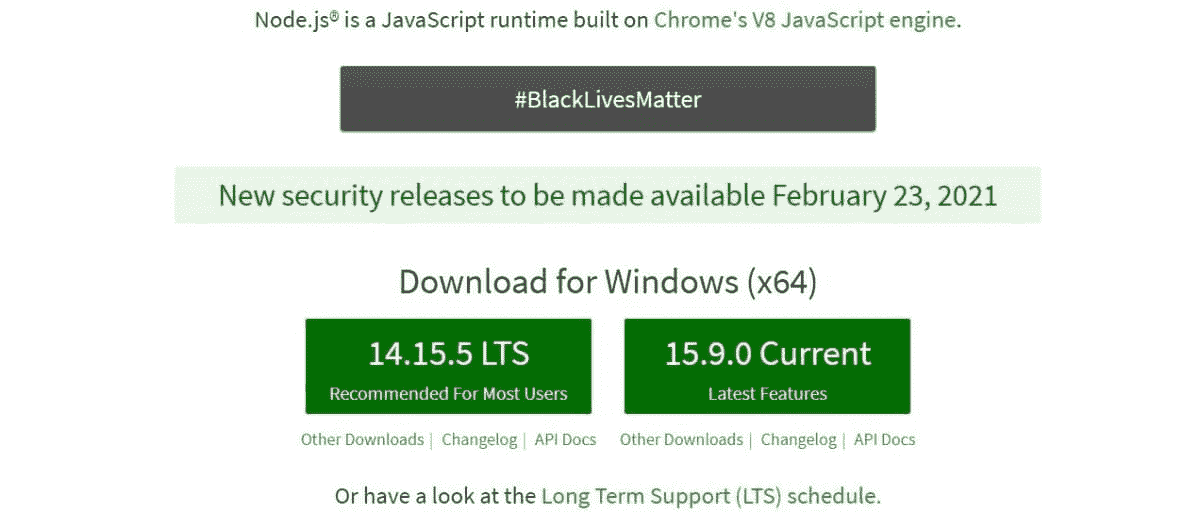 Node.js® is a JavaScript runtime built on Chrome's V8 JavaScript engine.
#BlackLivesMatter
New security releases to be made available February 23, 2021
Download for Windows (x64)
14.15.5 LTS
Recommended For Most Users
15.9.0 Current
Latest Features
Other Downloads | Changelog | API Docs
Other Downloads | Changelog | API Docs
Or have a look at the Long Term Support (LTS) schedule.